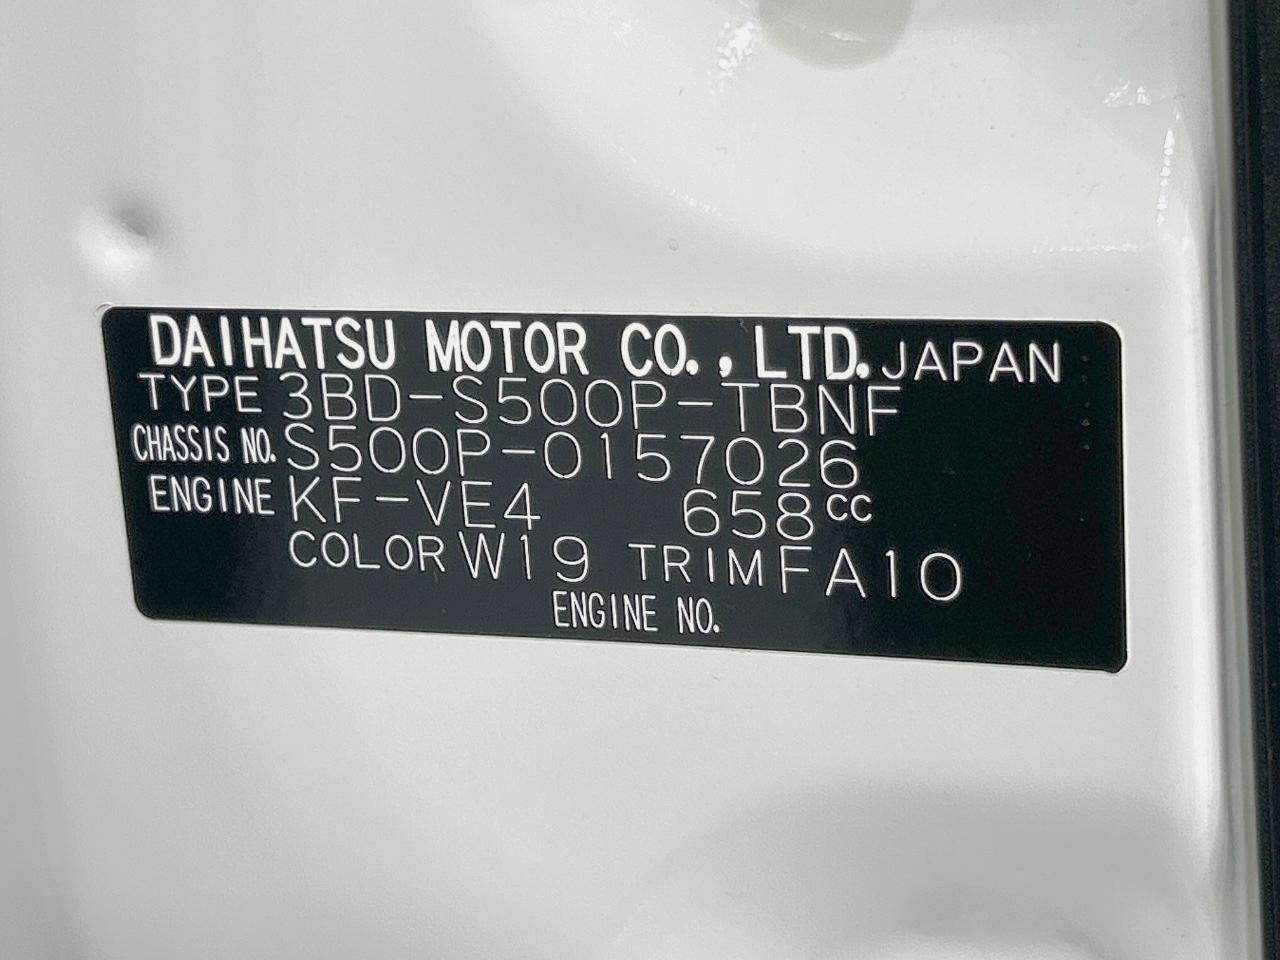 DAIHATSU MOTOR CO., LTD. JAPAN
TYPE 3BD-S500P-TBNF
CHASSIS NO. S500P-0157026
ENGINE KF-VE4 658CC
COLOR W19 TRIM FA10
ENGINE NO.